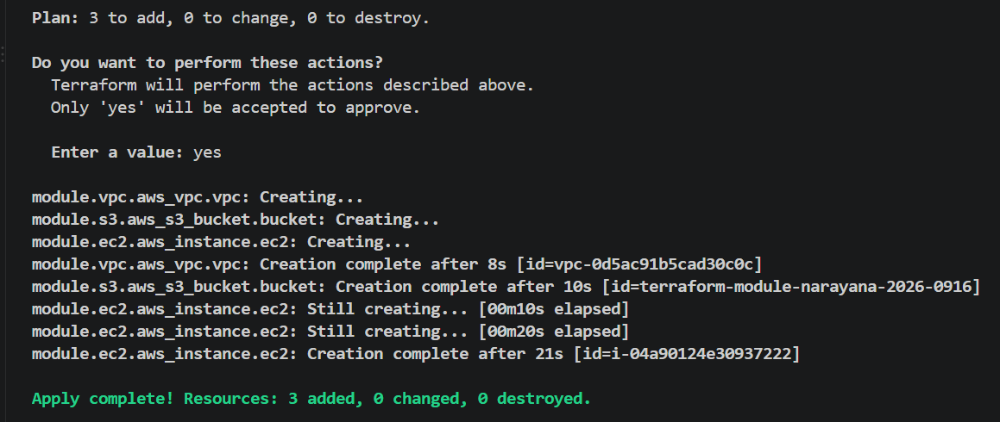 Plan: 3 to add, 0 to change, 0 to destroy.
Do you want to perform these actions?
Terraform will perform the actions described above.
Only 'yes' will be accepted to approve.
Enter a value: yes
module.vpc.aws_vpc.vpc: Creating...
module.s3.aws_s3_bucket.bucket: Creating...
module.ec2.aws_instance.ec2: Creating...
module.vpc.aws_vpc.vpc: Creation complete after 8s [id=vpc-0d5ac91b5cad30c0c]
module.s3.aws_s3_bucket.bucket: Creation complete after 10s [id=terraform-module-narayana-2026-0916]
module.ec2.aws_instance.ec2: Still creating... [00m10s elapsed]
module.ec2.aws_instance.ec2: Still creating... [00m20s elapsed]
module.ec2.aws_instance.ec2: Creation complete after 21s [id=i-04a90124e30937222]
Apply complete! Resources: 3 added, 0 changed, 0 destroyed.